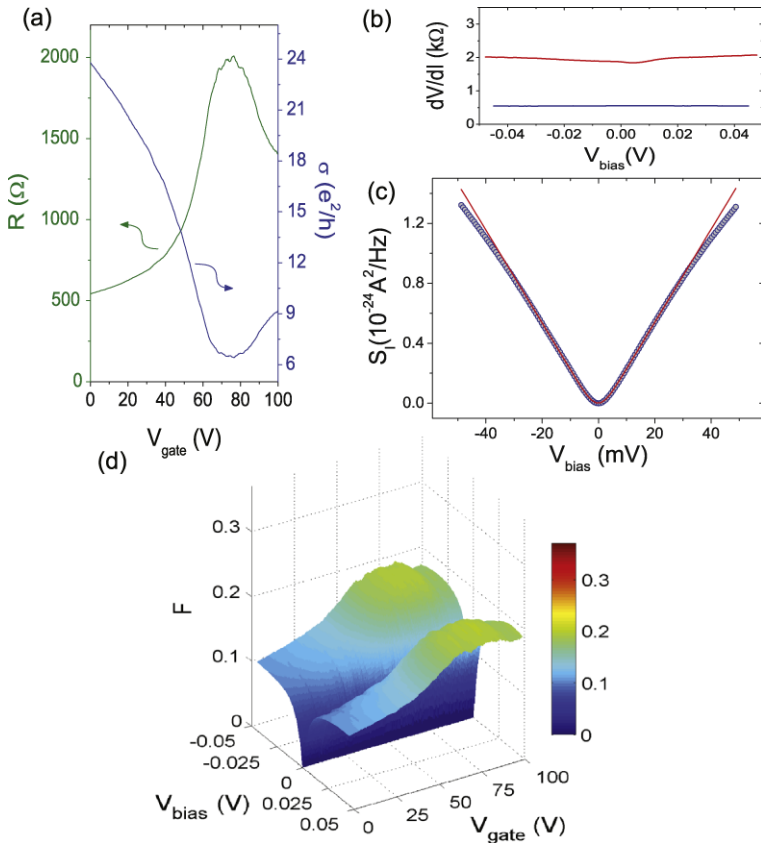 (a)
2000
1500
1000
500
0
R (Ω)
24
21
18
15
12
9
6
σ (e²/h)
0 20 40 60 80 100
V_gate (V)
(b)
3
2
1
0
dV/dI (kΩ)
-0.04 -0.02 0.00 0.02 0.04
V_bias(V)
(c)
1.2
0.8
0.4
0.0
S_I(10⁻²⁴A²/Hz)
-40 -20 0 20 40
V_bias (mV)
(d)
0.3
0.2
0.1
0
F
-0.05
-0.025
0
0.025
0.05
V_bias (V)
0
25
50
75
100
V_gate (V)
0.3
0.2
0.1
0